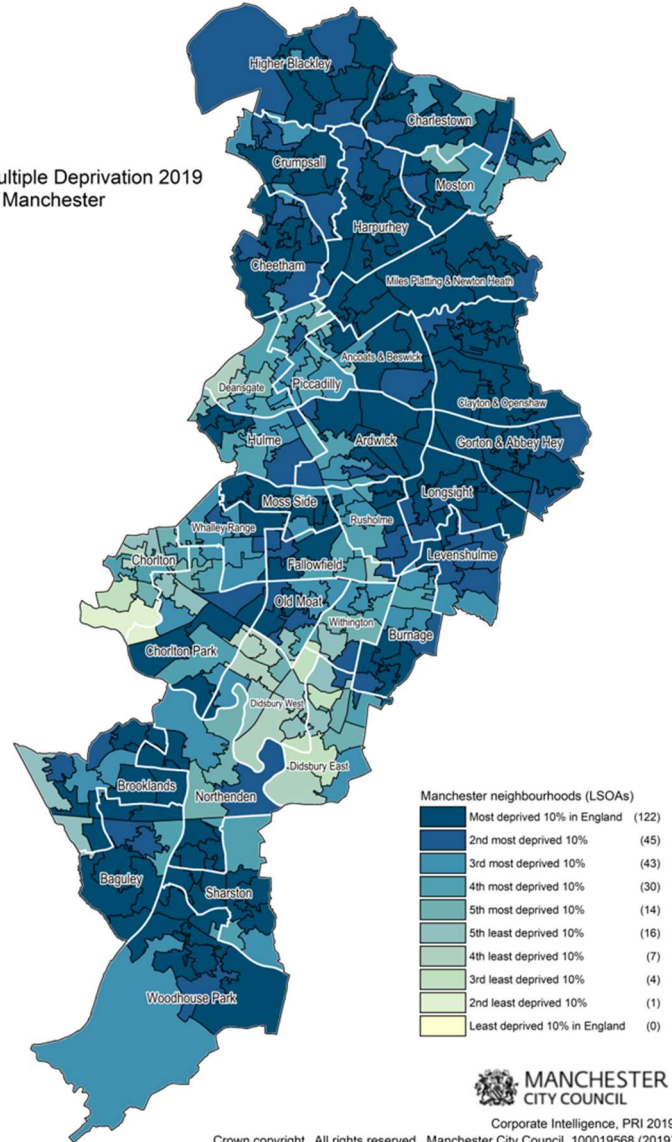 ultiple Deprivation 2019
Manchester
Higher Blackley
Charlestown
Crumpsall
Moston
Harpurhey
Cheetham
Miles Platting & Newton Heath
Ancoats & Beswick
Deansgate
Piccadilly
Clayton & Openshaw
Hulme
Ardwick
Gorton & Abbey Hey
Longsight
Moss Side
Rusholme
Whalley Range
Levenshulme
Chorlton
Fallowfield
Old Moat
Withington
Burnage
Chorlton Park
Didsbury West
Didsbury East
Brooklands
Northenden
Baguley
Sharston
Woodhouse Park
Manchester neighbourhoods (LSOAs)
Most deprived 10% in England (122)
2nd most deprived 10% (45)
3rd most deprived 10% (43)
4th most deprived 10% (30)
5th most deprived 10% (14)
5th least deprived 10% (16)
4th least deprived 10% (7)
3rd least deprived 10% (4)
2nd least deprived 10% (1)
Least deprived 10% in England (0)
MANCHESTER
CITY COUNCIL
Corporate Intelligence, PRI 2019
Crown copyright. All rights reserved. Manchester City Council. 100019568 (2019)